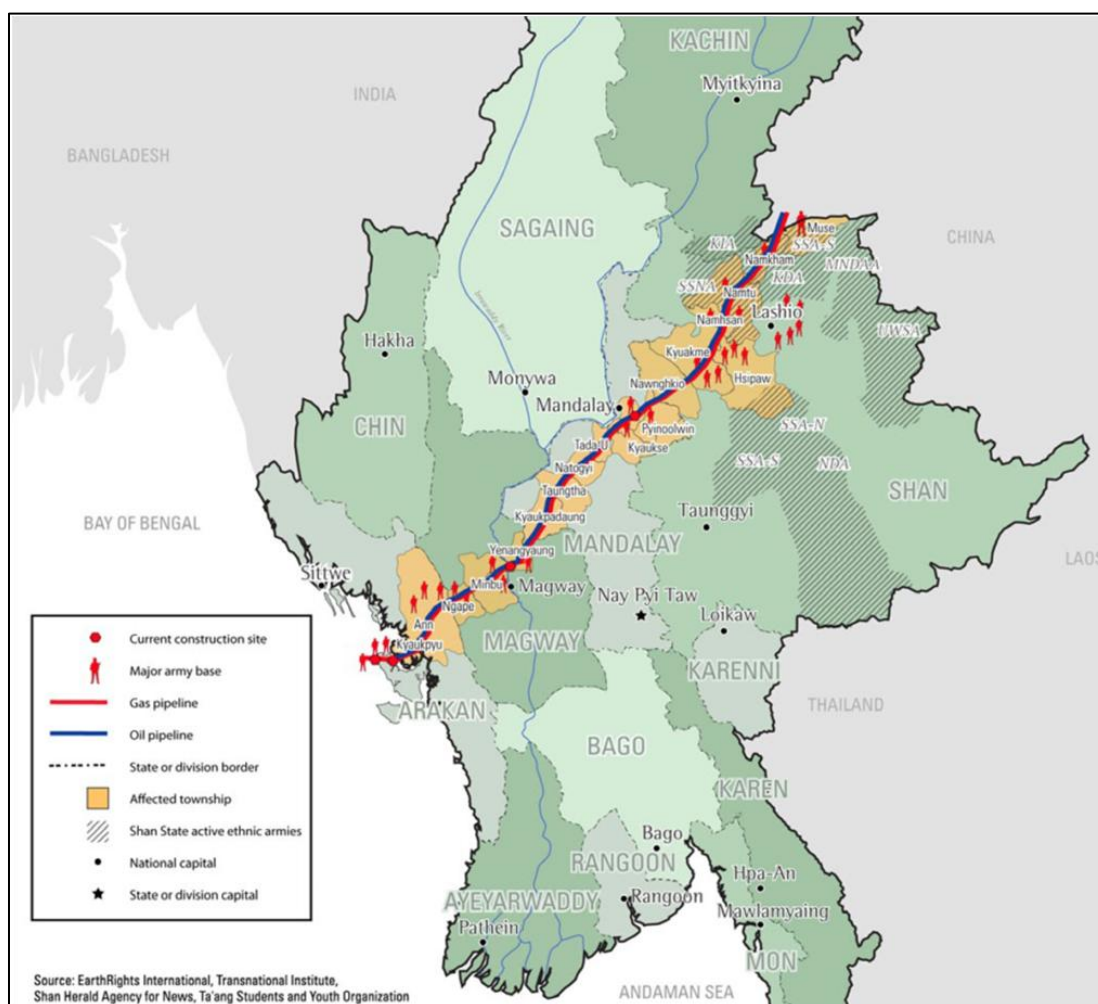 KACHIN
Myitkyina
INDIA
BANGLADESH
SAGAING
CHINA
Muse
KIA
SSA-S
Namkham
MNDAA
KDA
SSNA
Namtu
Lashio
Namhsan
UWSA
Hakha
Kyuakme
Hsipaw
Nawnghkio
Monywa
Mandalay
CHIN
Pyinoolwin
SSA-N
Tada-U
Kyaukse
SSA-S
NDA
Natogyi
SHAN
Taungtha
Kyaukpadaung
Taunggyi
BAY OF BENGAL
MANDALAY
Yenangyaung
LAOS
Sittwe
Minbu
Magway
Nay Pyi Taw
Ngape
Loikaw
Ann
MAGWAY
Kyaukpyu
KARENNI
ARAKAN
THAILAND
BAGO
KAREN
Bago
RANGOON
Hpa-An
AYEYARWADDY
Rangoon
Mawlamyaing
Pathein
MON
ANDAMAN SEA
Current construction site
Major army base
Gas pipeline
Oil pipeline
State or division border
Affected township
Shan State active ethnic armies
National capital
State or division capital
Source: EarthRights International, Transnational Institute,
Shan Herald Agency for News, Ta'ang Students and Youth Organization